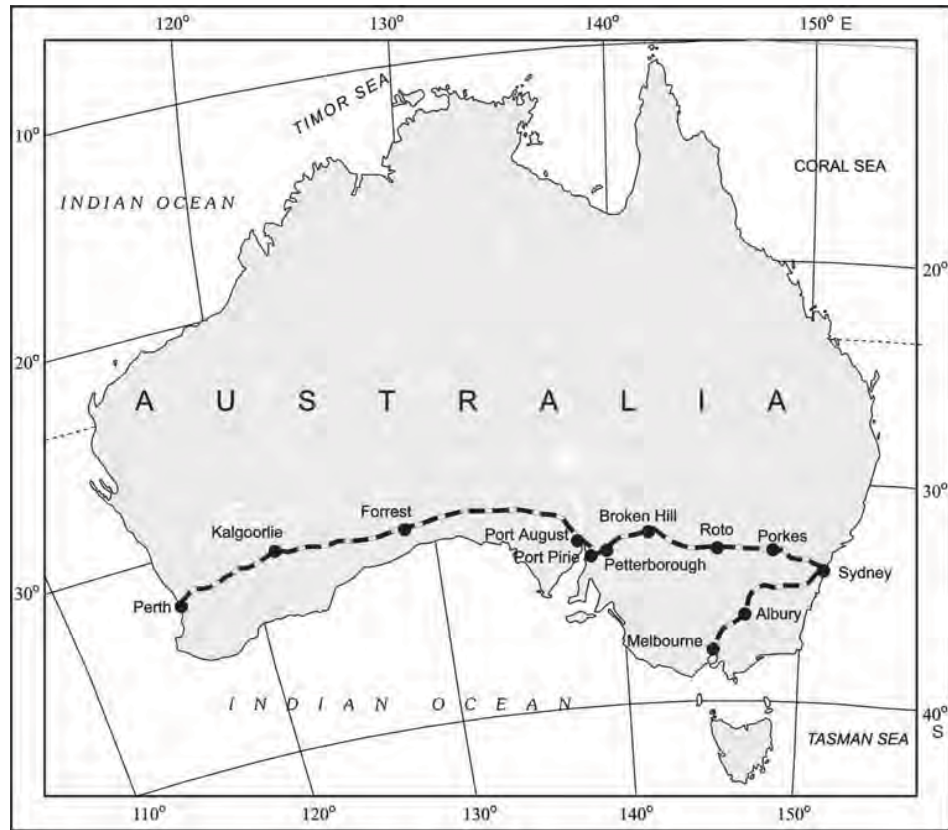 120° 130° 140° 150° E
TIMOR SEA
10°
CORAL SEA
INDIAN OCEAN
20°
20°
A U S T R A L I A
30°
Kalgoorlie
Forrest
Port August
Broken Hill
Roto
Porkes
Port Pirie
Petterborough
Sydney
30°
Perth
Albury
Melbourne
INDIAN OCEAN
40°
S
TASMAN SEA
110° 120° 130° 140° 150°